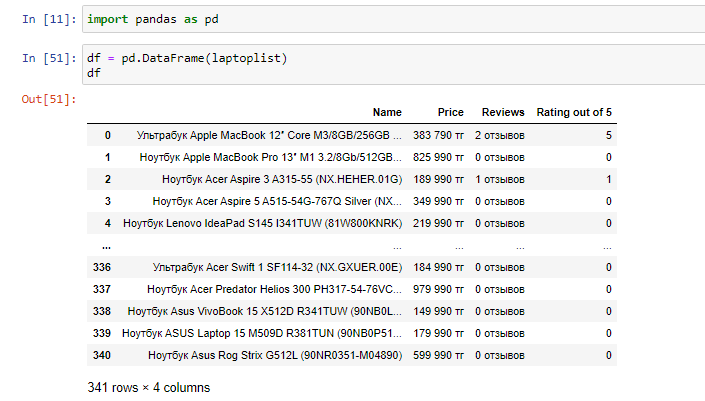 In [11]: import pandas as pd
In [51]: df = pd.DataFrame(laptoplist)
df
Out[51]:
Name Price Reviews Rating out of 5
0 Ультрабук Apple MacBook 12" Core M3/8GB/256GB ... 383 790 тг 2 отзывов 5
1 Ноутбук Apple MacBook Pro 13" M1 3.2/8Gb/512GB... 825 990 тг 0 отзывов 0
2 Ноутбук Acer Aspire 3 A315-55 (NX.HEHER.01G) 189 990 тг 1 отзывов 1
3 Ноутбук Acer Aspire 5 A515-54G-767Q Silver (NX... 349 990 тг 0 отзывов 0
4 Ноутбук Lenovo IdeaPad S145 I341TUW (81W800KNRK) 219 990 тг 0 отзывов 0
... ... ... ... ...
336 Ультрабук Acer Swift 1 SF114-32 (NX.GXUER.00E) 184 990 тг 0 отзывов 0
337 Ноутбук Acer Predator Helios 300 PH317-54-76VC... 979 990 тг 0 отзывов 0
338 Ноутбук Asus VivoBook 15 X512D R341TUW (90NB0L... 149 990 тг 0 отзывов 0
339 Ноутбук ASUS Laptop 15 M509D R381TUN (90NB0P51... 179 990 тг 0 отзывов 0
340 Ноутбук Asus Rog Strix G512L (90NR0351-M04890) 599 990 тг 0 отзывов 0
341 rows × 4 columns